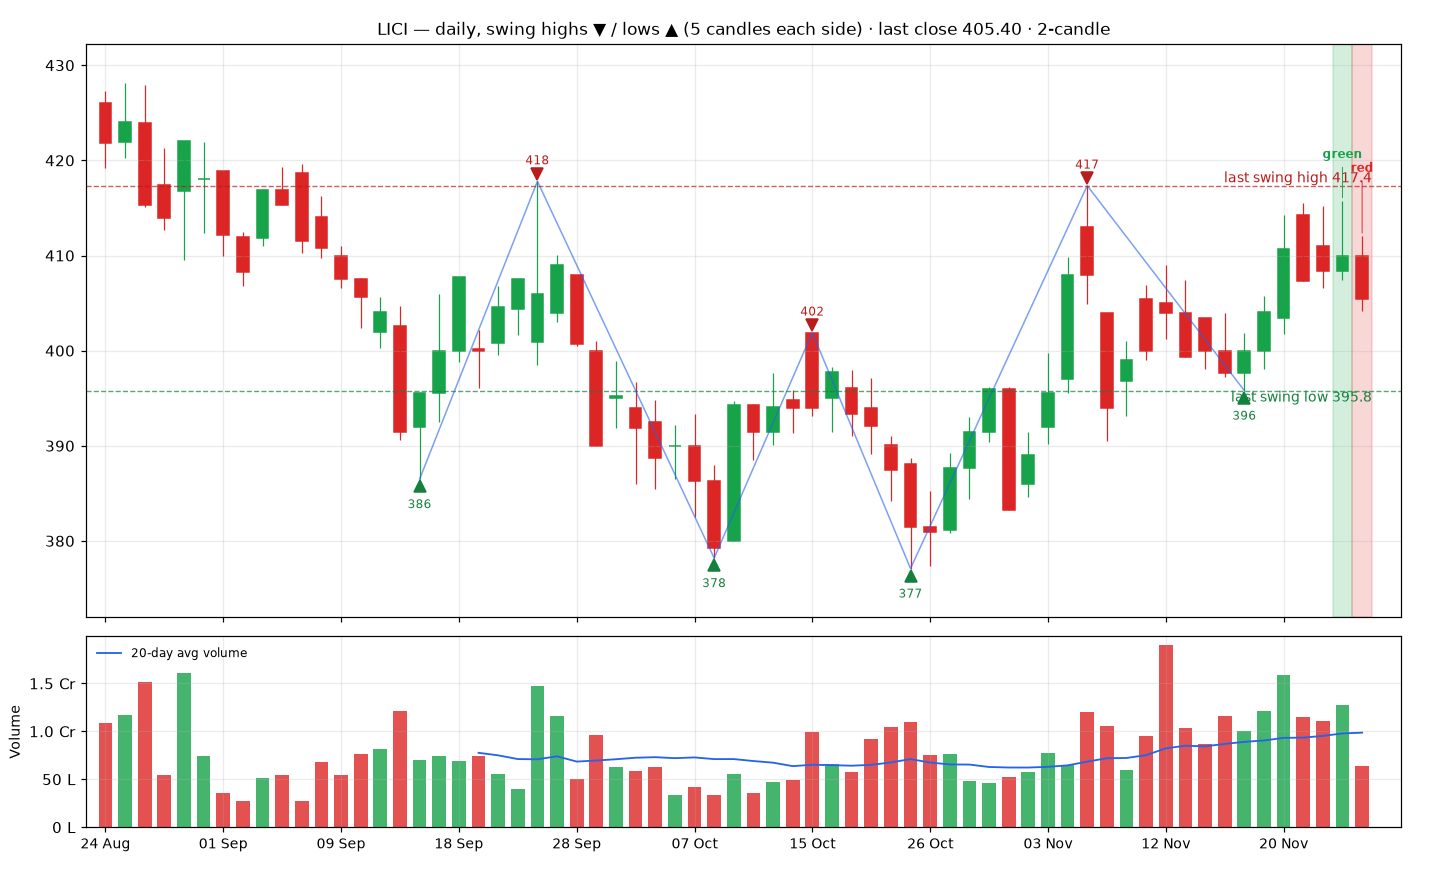 LICI — daily, swing highs ▼ / lows ▲ (5 candles each side) · last close 405.40 · 2-candle
430
420
410
400
390
380
418
417
green
red
last swing high 417.4
402
last swing low 395.8
396
386
378
377
20-day avg volume
Volume
1.5 Cr
1.0 Cr
50 L
0 L
24 Aug
01 Sep
09 Sep
18 Sep
28 Sep
07 Oct
15 Oct
26 Oct
03 Nov
12 Nov
20 Nov